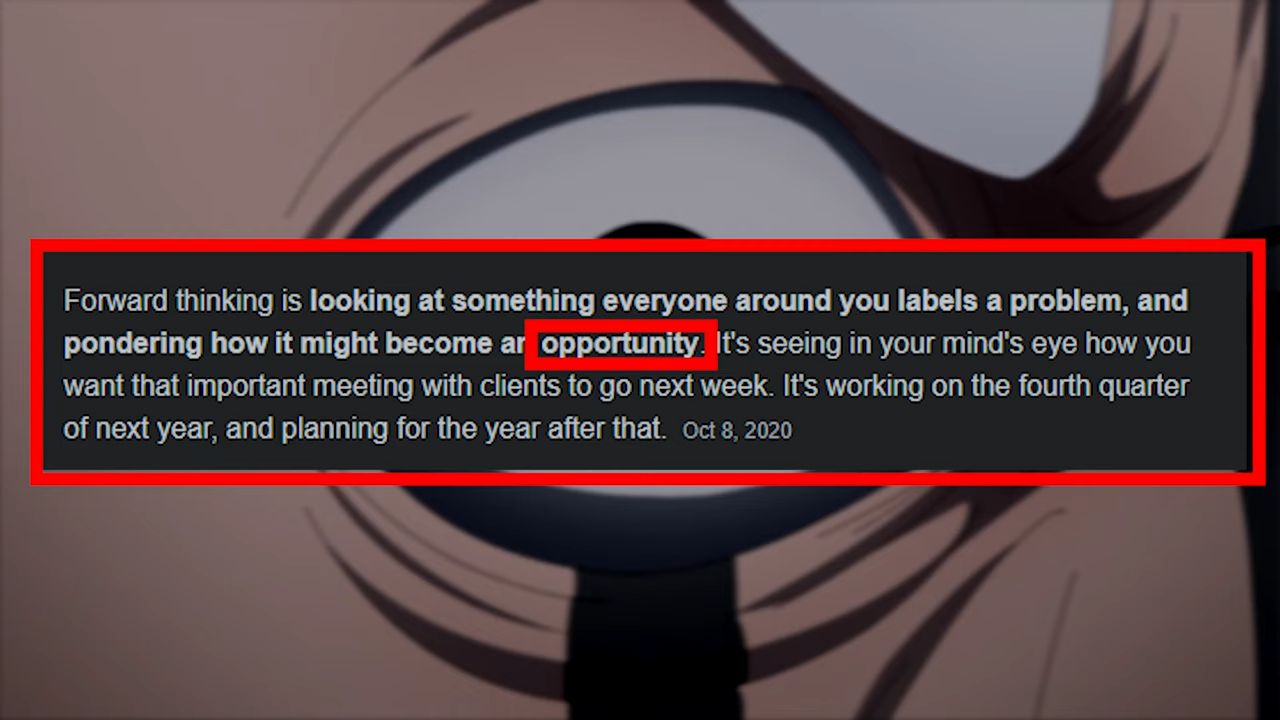 Forward thinking is looking at something everyone around you labels a problem, and
pondering how it might become an opportunity. It's seeing in your mind's eye how you
want that important meeting with clients to go next week. It's working on the fourth quarter
of next year, and planning for the year after that. Oct 8, 2020